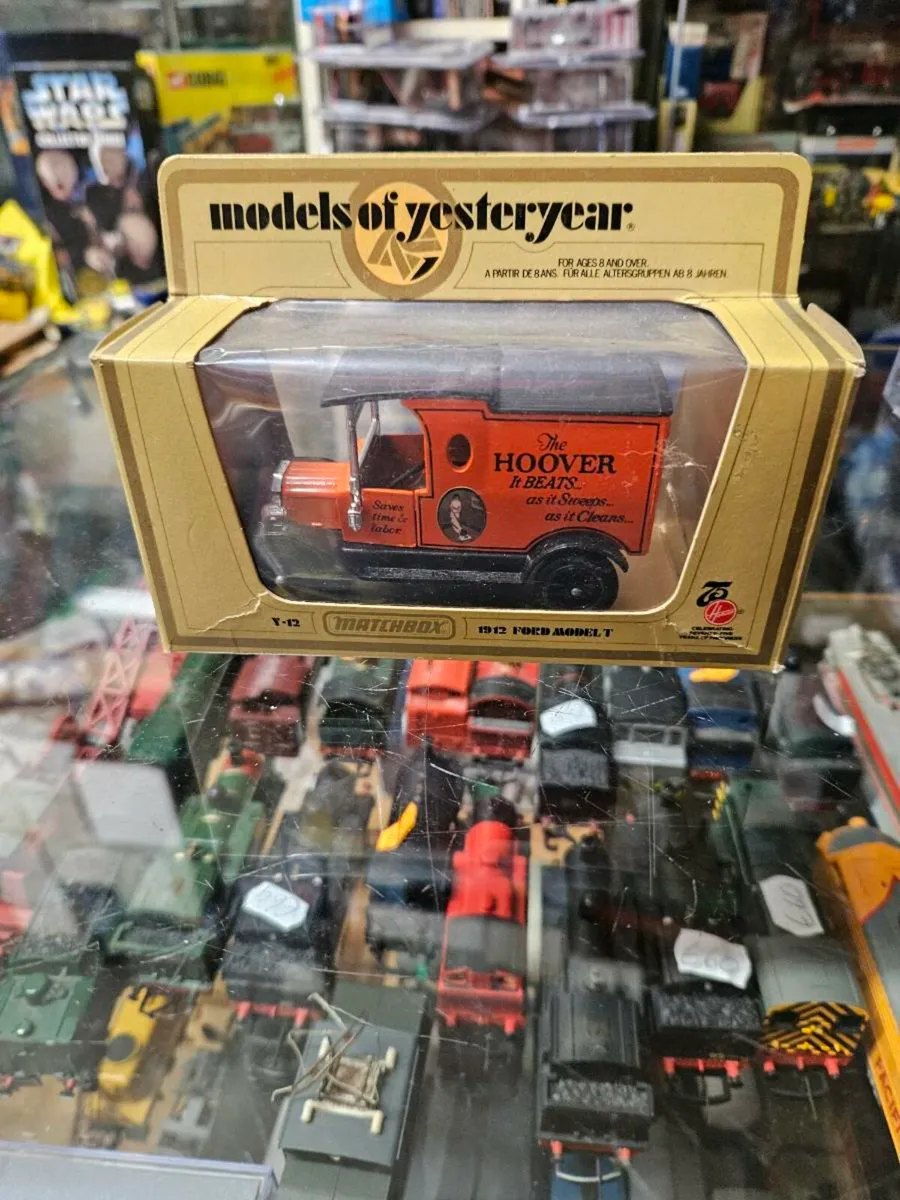 STAR
WARS
CORGI
models of yesteryear®
FOR AGES 8 AND OVER.
A PARTIR DE 8 ANS. FÜR ALLE ALTERSGRUPPEN AB 8 JAHREN.
The
HOOVER
It BEATS...
as it Sweeps...
as it Cleans...
Saves
time &
labor
75
Hoover
CELEBRATING
Y-12
MATCHBOX
1912 FORD MODEL T